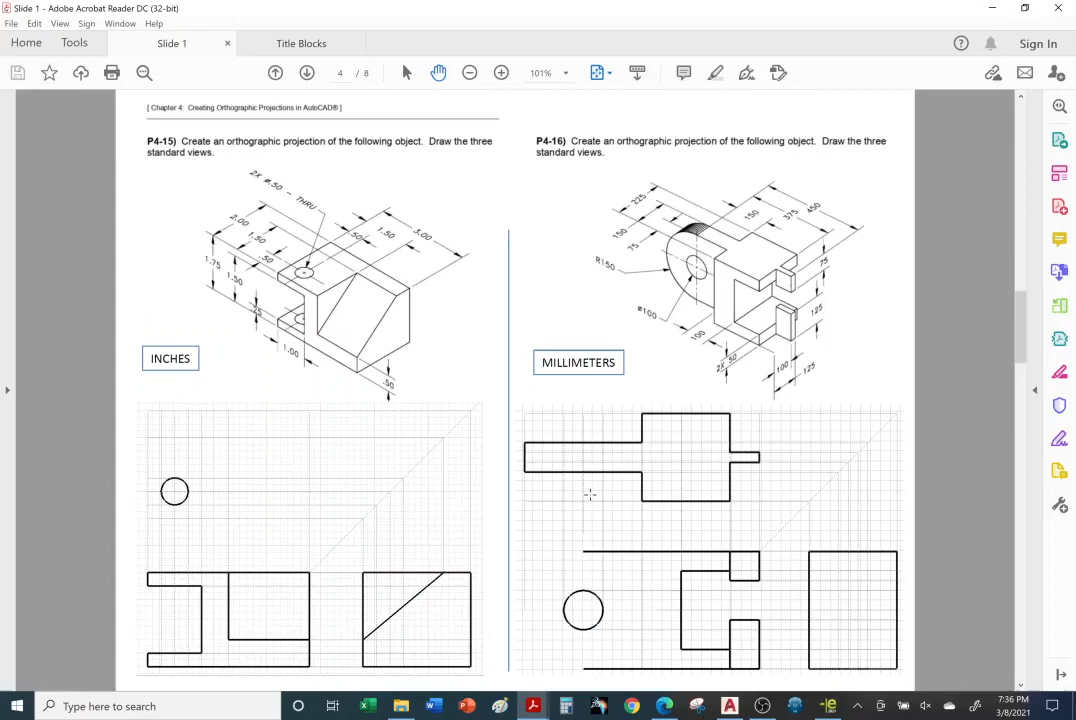 Slide 1 - Adobe Acrobat Reader DC (32-bit)
File Edit View Sign Window Help
Home Tools Slide 1 × Title Blocks Sign In
4 / 8 101%
[ Chapter 4: Creating Orthographic Projections in AutoCAD® ]
P4-15) Create an orthographic projection of the following object. Draw the three
standard views.
2X Ø.50 - THRU
2.00
1.50
.50
.50
1.50
3.00
1.75
1.50
.25
1.00
.50
INCHES
P4-16) Create an orthographic projection of the following object. Draw the three
standard views.
225
150
75
150
375
450
R150
Ø100
75
125
100
2X 50
100
125
MILLIMETERS
Type here to search
7:36 PM
3/8/2021